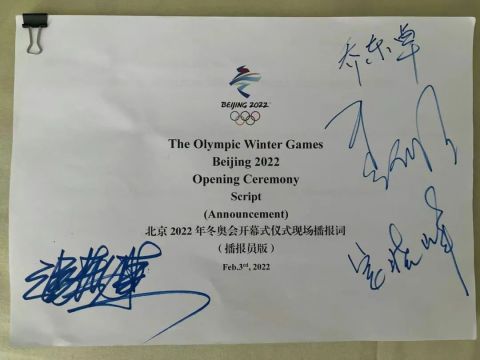 BEIJING 2022
The Olympic Winter Games
Beijing 2022
Opening Ceremony
Script
(Announcement)
北京 2022 年冬奥会开幕式仪式现场播报词
（播报员版）
Feb.3rd, 2022